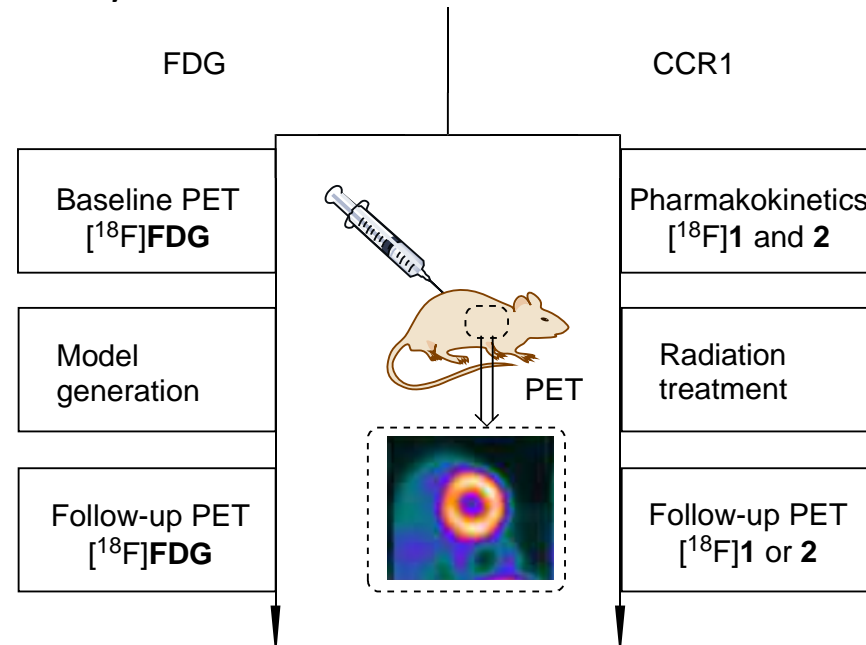 FDG
CCR1
Baseline PET
[¹⁸F]FDG
Pharmakokinetics
[¹⁸F]1 and 2
Model
generation
Radiation
treatment
PET
Follow-up PET
[¹⁸F]FDG
Follow-up PET
[¹⁸F]1 or 2